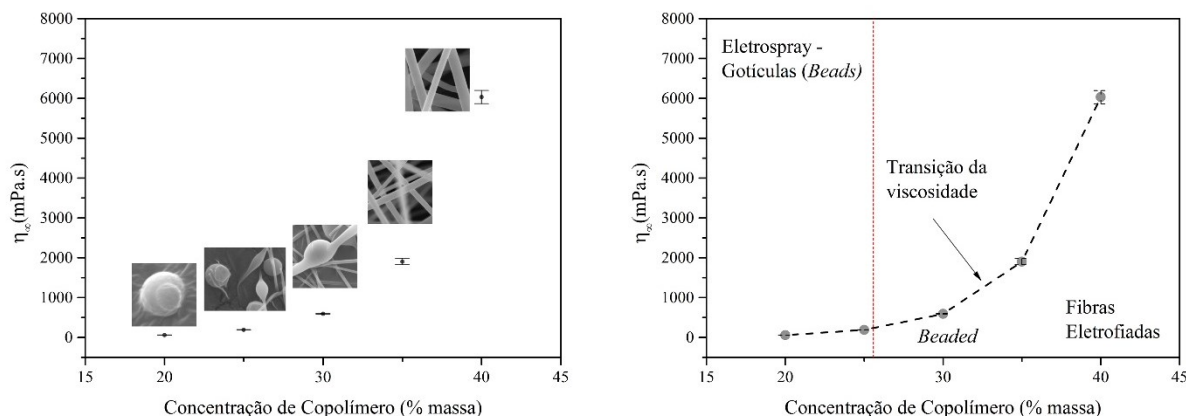 8000
7000
6000
5000
4000
3000
2000
1000
0
η∞(mPa.s)
15 20 25 30 35 40 45
Concentração de Copolímero (% massa)
8000
7000
6000
5000
4000
3000
2000
1000
0
η∞(mPa.s)
Eletrospray -
Gotículas (Beads)
Transição da
viscosidade
Beaded
Fibras
Eletrofiadas
15 20 25 30 35 40 45
Concentração de Copolímero (% massa)